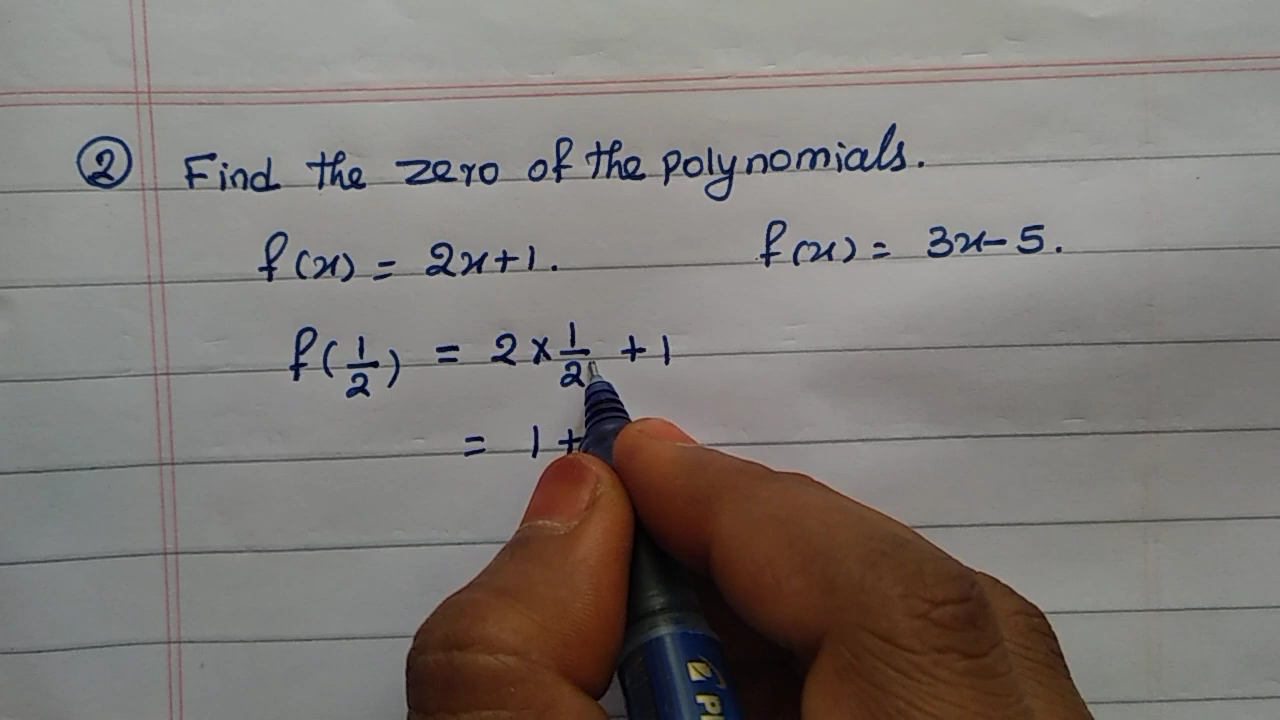 ② Find the zero of the polynomials.
f(x) = 2x+1. f(x) = 3x-5.
f(1/2) = 2 × 1/2 + 1
= 1 +